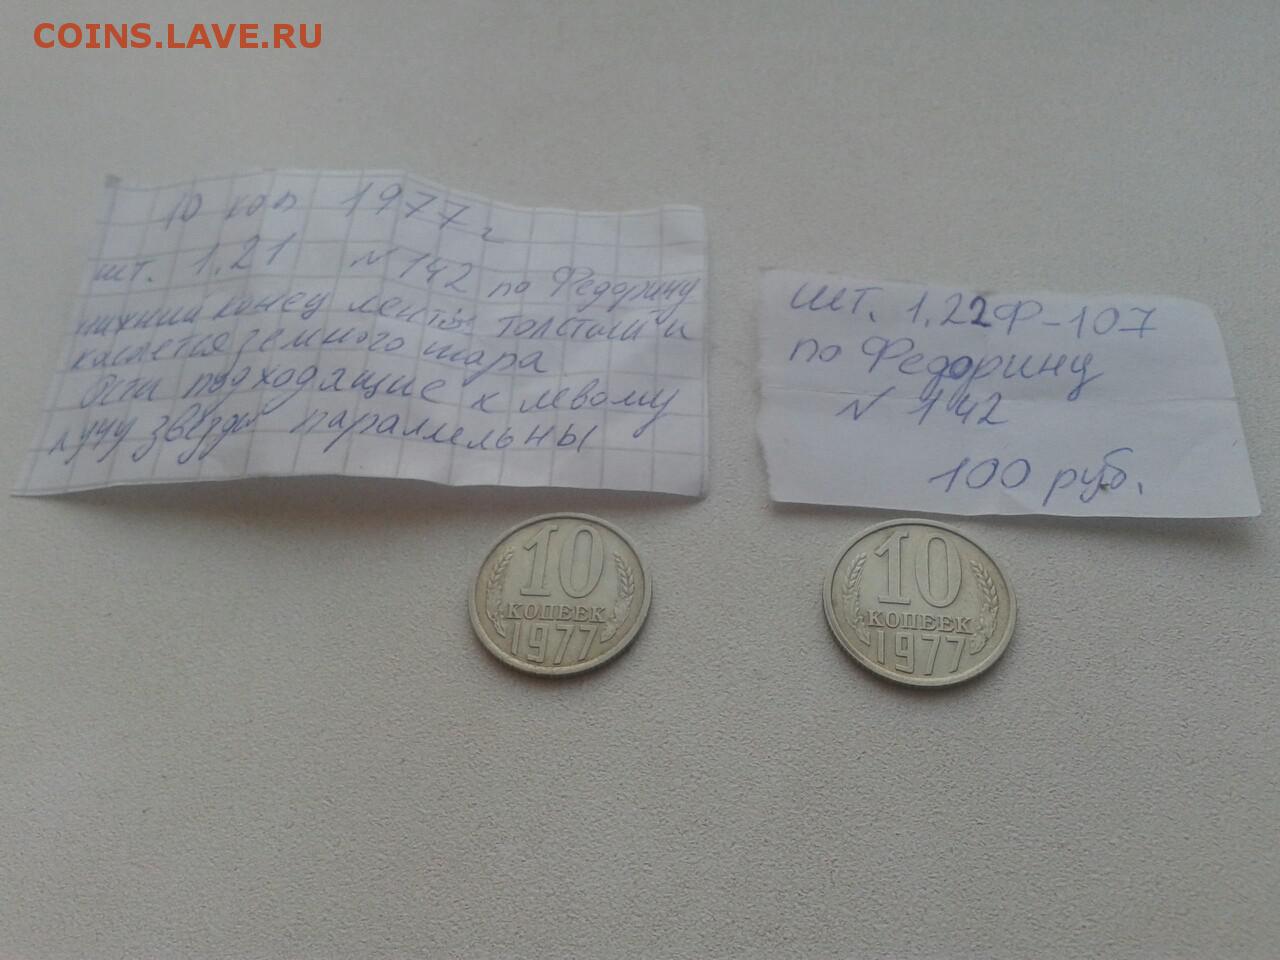 COINS.LAVE.RU
10 коп 1977 г
шт. 1.21 N 142 по Федорину
нижний конец ленты толстый и
касается земного шара
Ости подходящие к левому
лучу звезды параллельны
шт. 1.22Ф-107
по Федорину
N 142
100 руб.
10
КОПЕЕК
1977
10
КОПЕЕК
1977